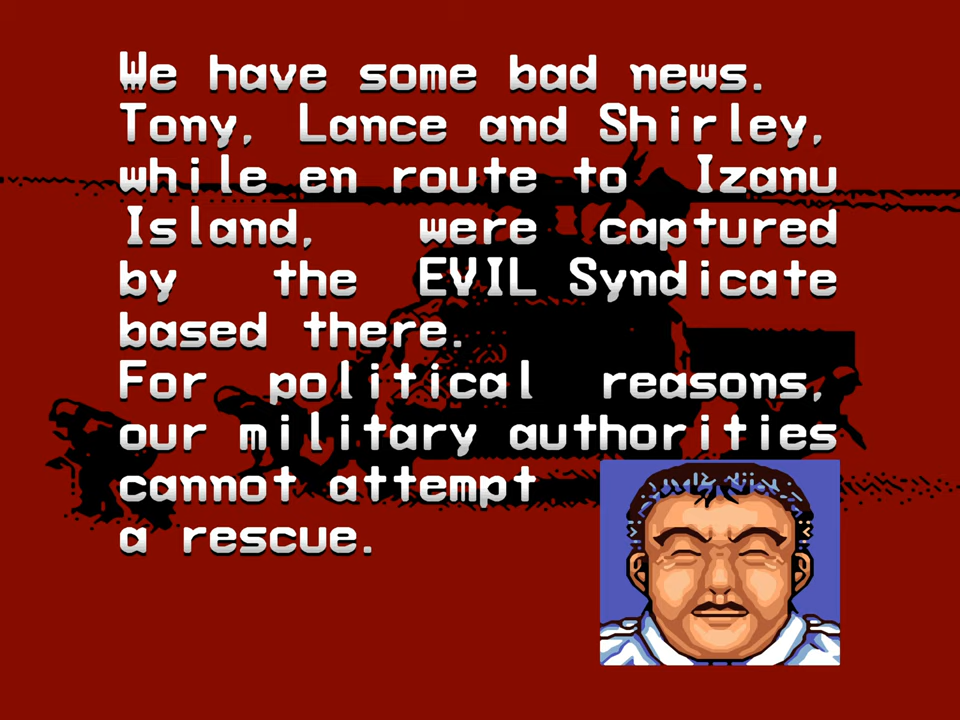 We have some bad news.
Tony, Lance and Shirley,
while en route to Izanu
Island, were captured
by the EVIL Syndicate
based there.
For political reasons,
our military authorities
cannot attempt
a rescue.